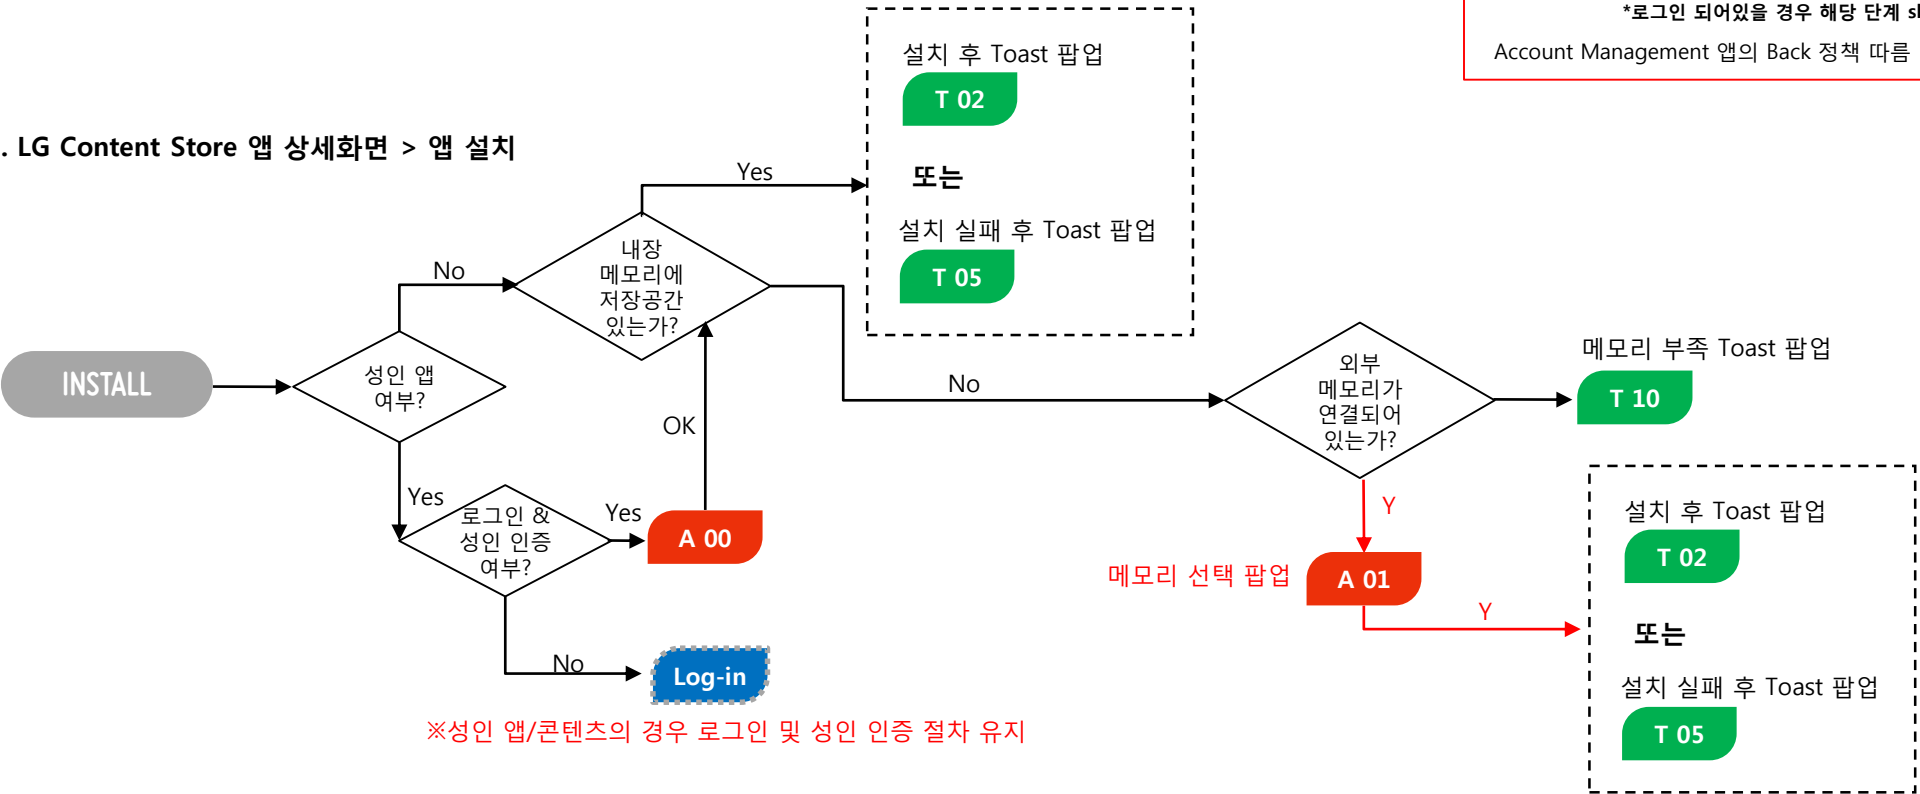 *로그인 되어있을 경우 해당 단계
Account Management 앱의 Back 정책 따름
. LG Content Store 앱 상세화면 > 앱 설치
설치 후 Toast 팝업
T 02
또는
설치 실패 후 Toast 팝업
T 05
Yes
내장
메모리에
저장공간
있는가?
No
INSTALL
성인 앱
여부?
OK
No
외부
메모리가
연결되어
있는가?
메모리 부족 Toast 팝업
T 10
Yes
로그인 &
성인 인증
여부?
Yes
A 00
Y
메모리 선택 팝업
A 01
Y
설치 후 Toast 팝업
T 02
또는
설치 실패 후 Toast 팝업
T 05
No
Log-in
※성인 앱/콘텐츠의 경우 로그인 및 성인 인증 절차 유지